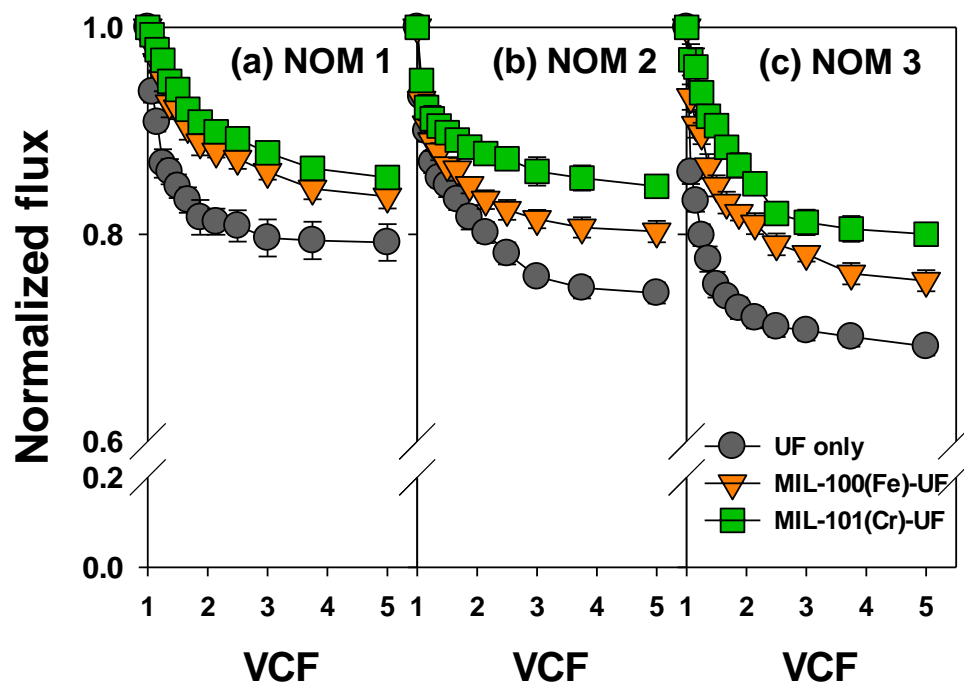 Normalized flux
1.0
0.8
0.6
0.2
0.0
(a) NOM 1
(b) NOM 2
(c) NOM 3
UF only
MIL-100(Fe)-UF
MIL-101(Cr)-UF
1 2 3 4 5
1 2 3 4 5
1 2 3 4 5
VCF
VCF
VCF